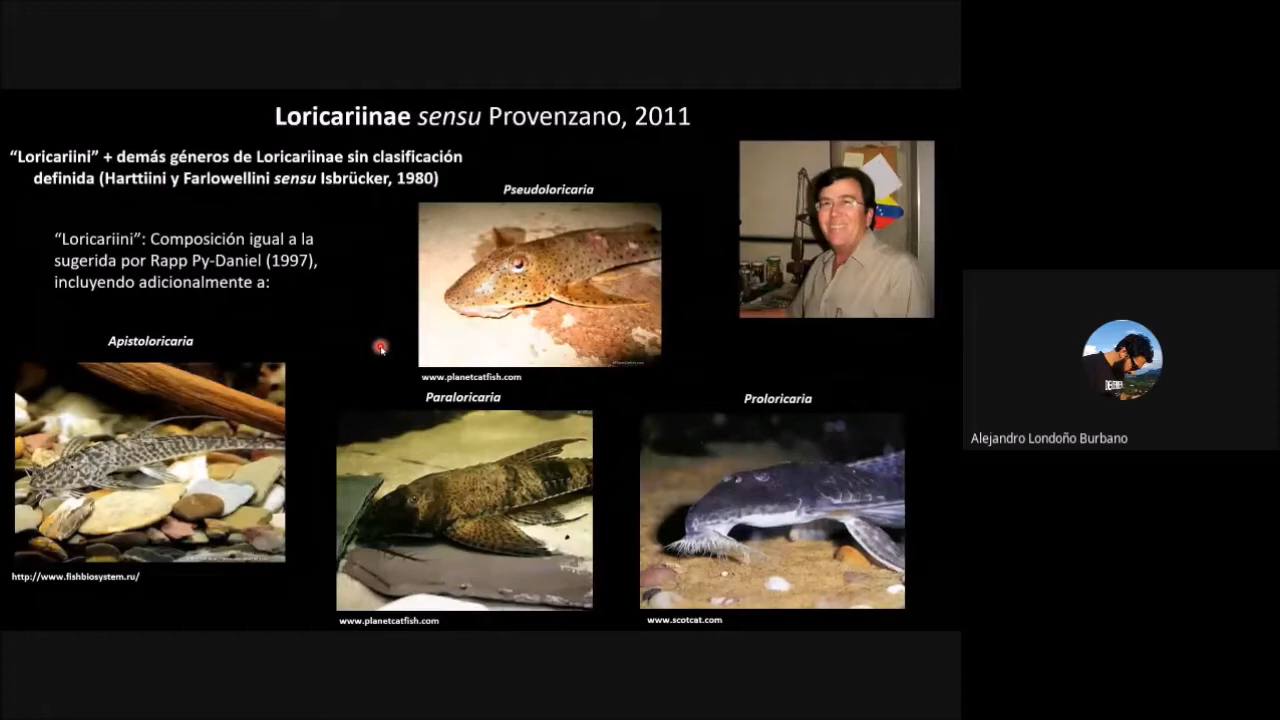 Loricariinae sensu Provenzano, 2011
“Loricariini” + demás géneros de Loricariinae sin clasificación
definida (Harttiini y Farlowellini sensu Isbrücker, 1980)
“Loricariini”: Composición igual a la
sugerida por Rapp Py-Daniel (1997),
incluyendo adicionalmente a:
Pseudoloricaria
www.planetcatfish.com
Apistoloricaria
http://www.fishbiosystem.ru/
Paraloricaria
www.planetcatfish.com
Proloricaria
www.scotcat.com
Alejandro Londoño Burbano